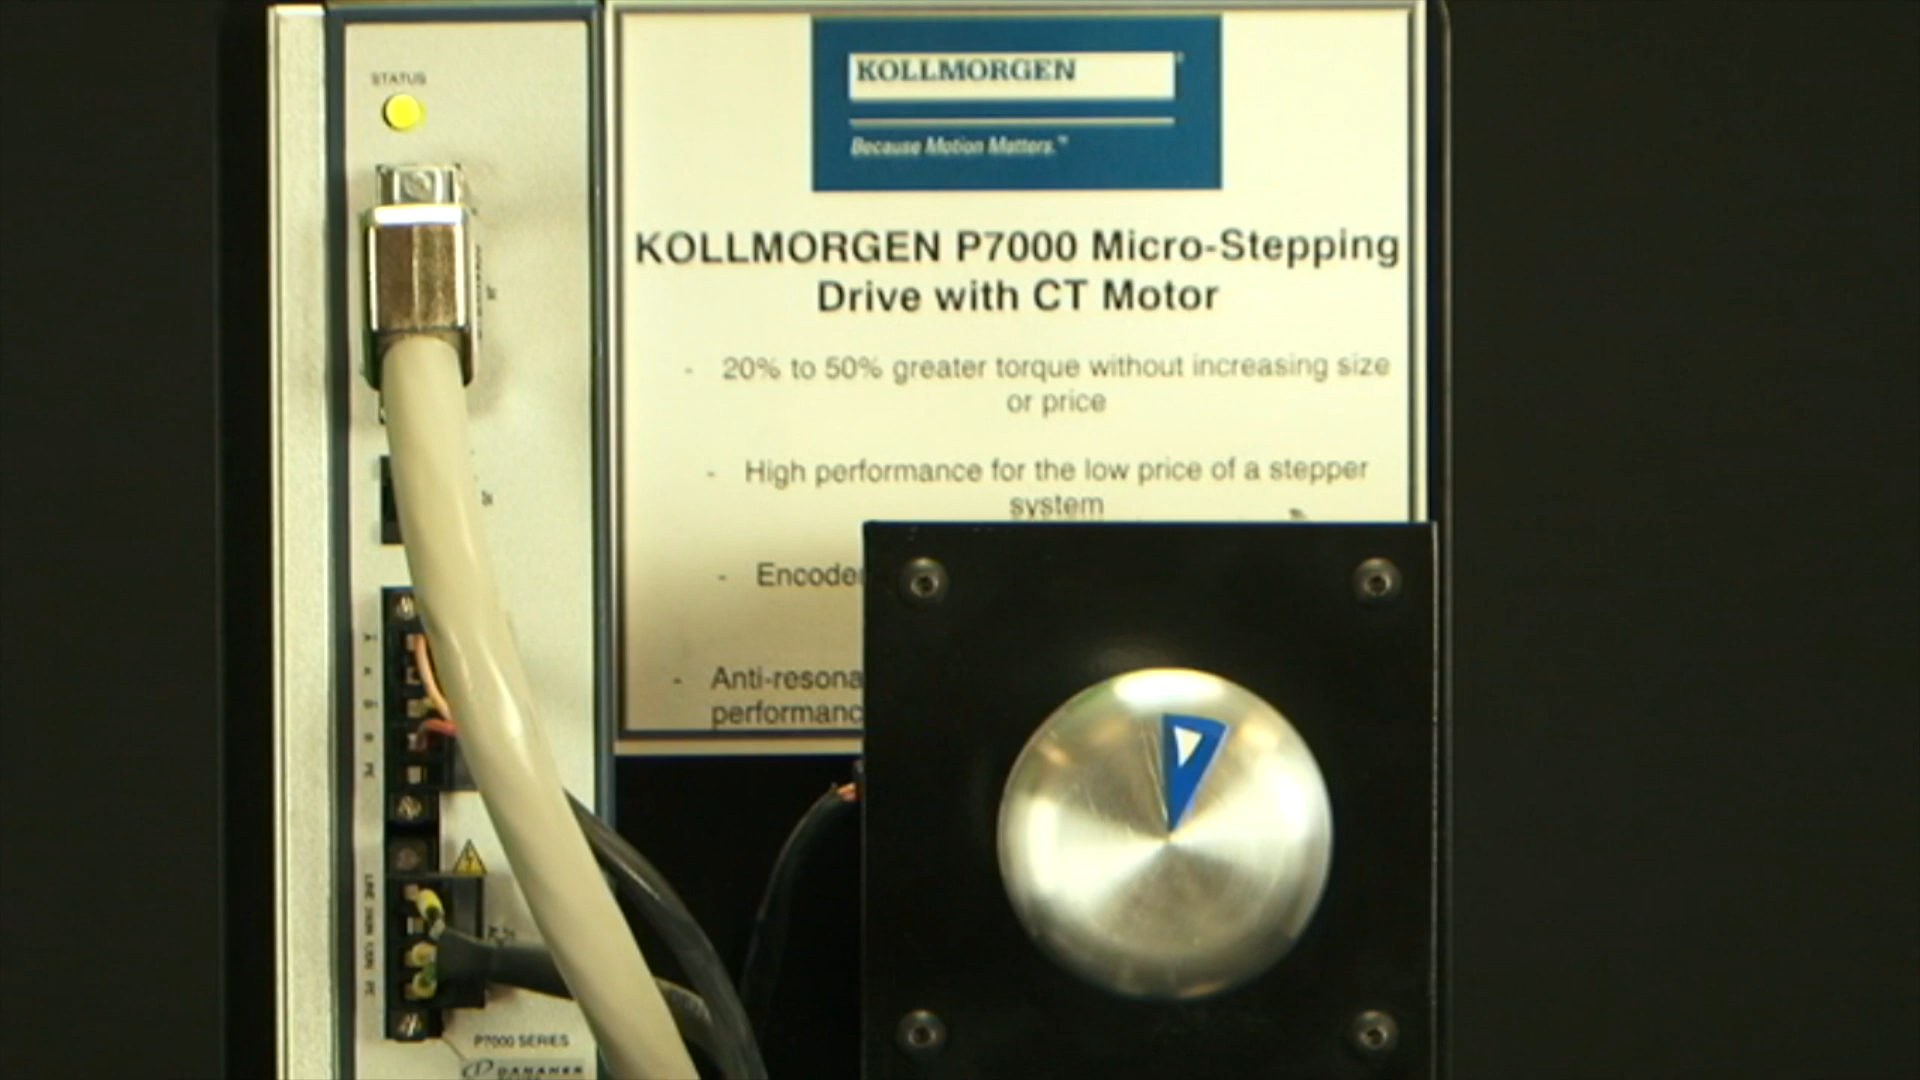 STATUS
KOLLMORGEN
Because Motion Matters.™
KOLLMORGEN P7000 Micro-Stepping
Drive with CT Motor
- 20% to 50% greater torque without increasing size
or price
- High performance for the low price of a stepper
system
- Encoder
- Anti-resona
performanc
P7000 SERIES
DANAHER